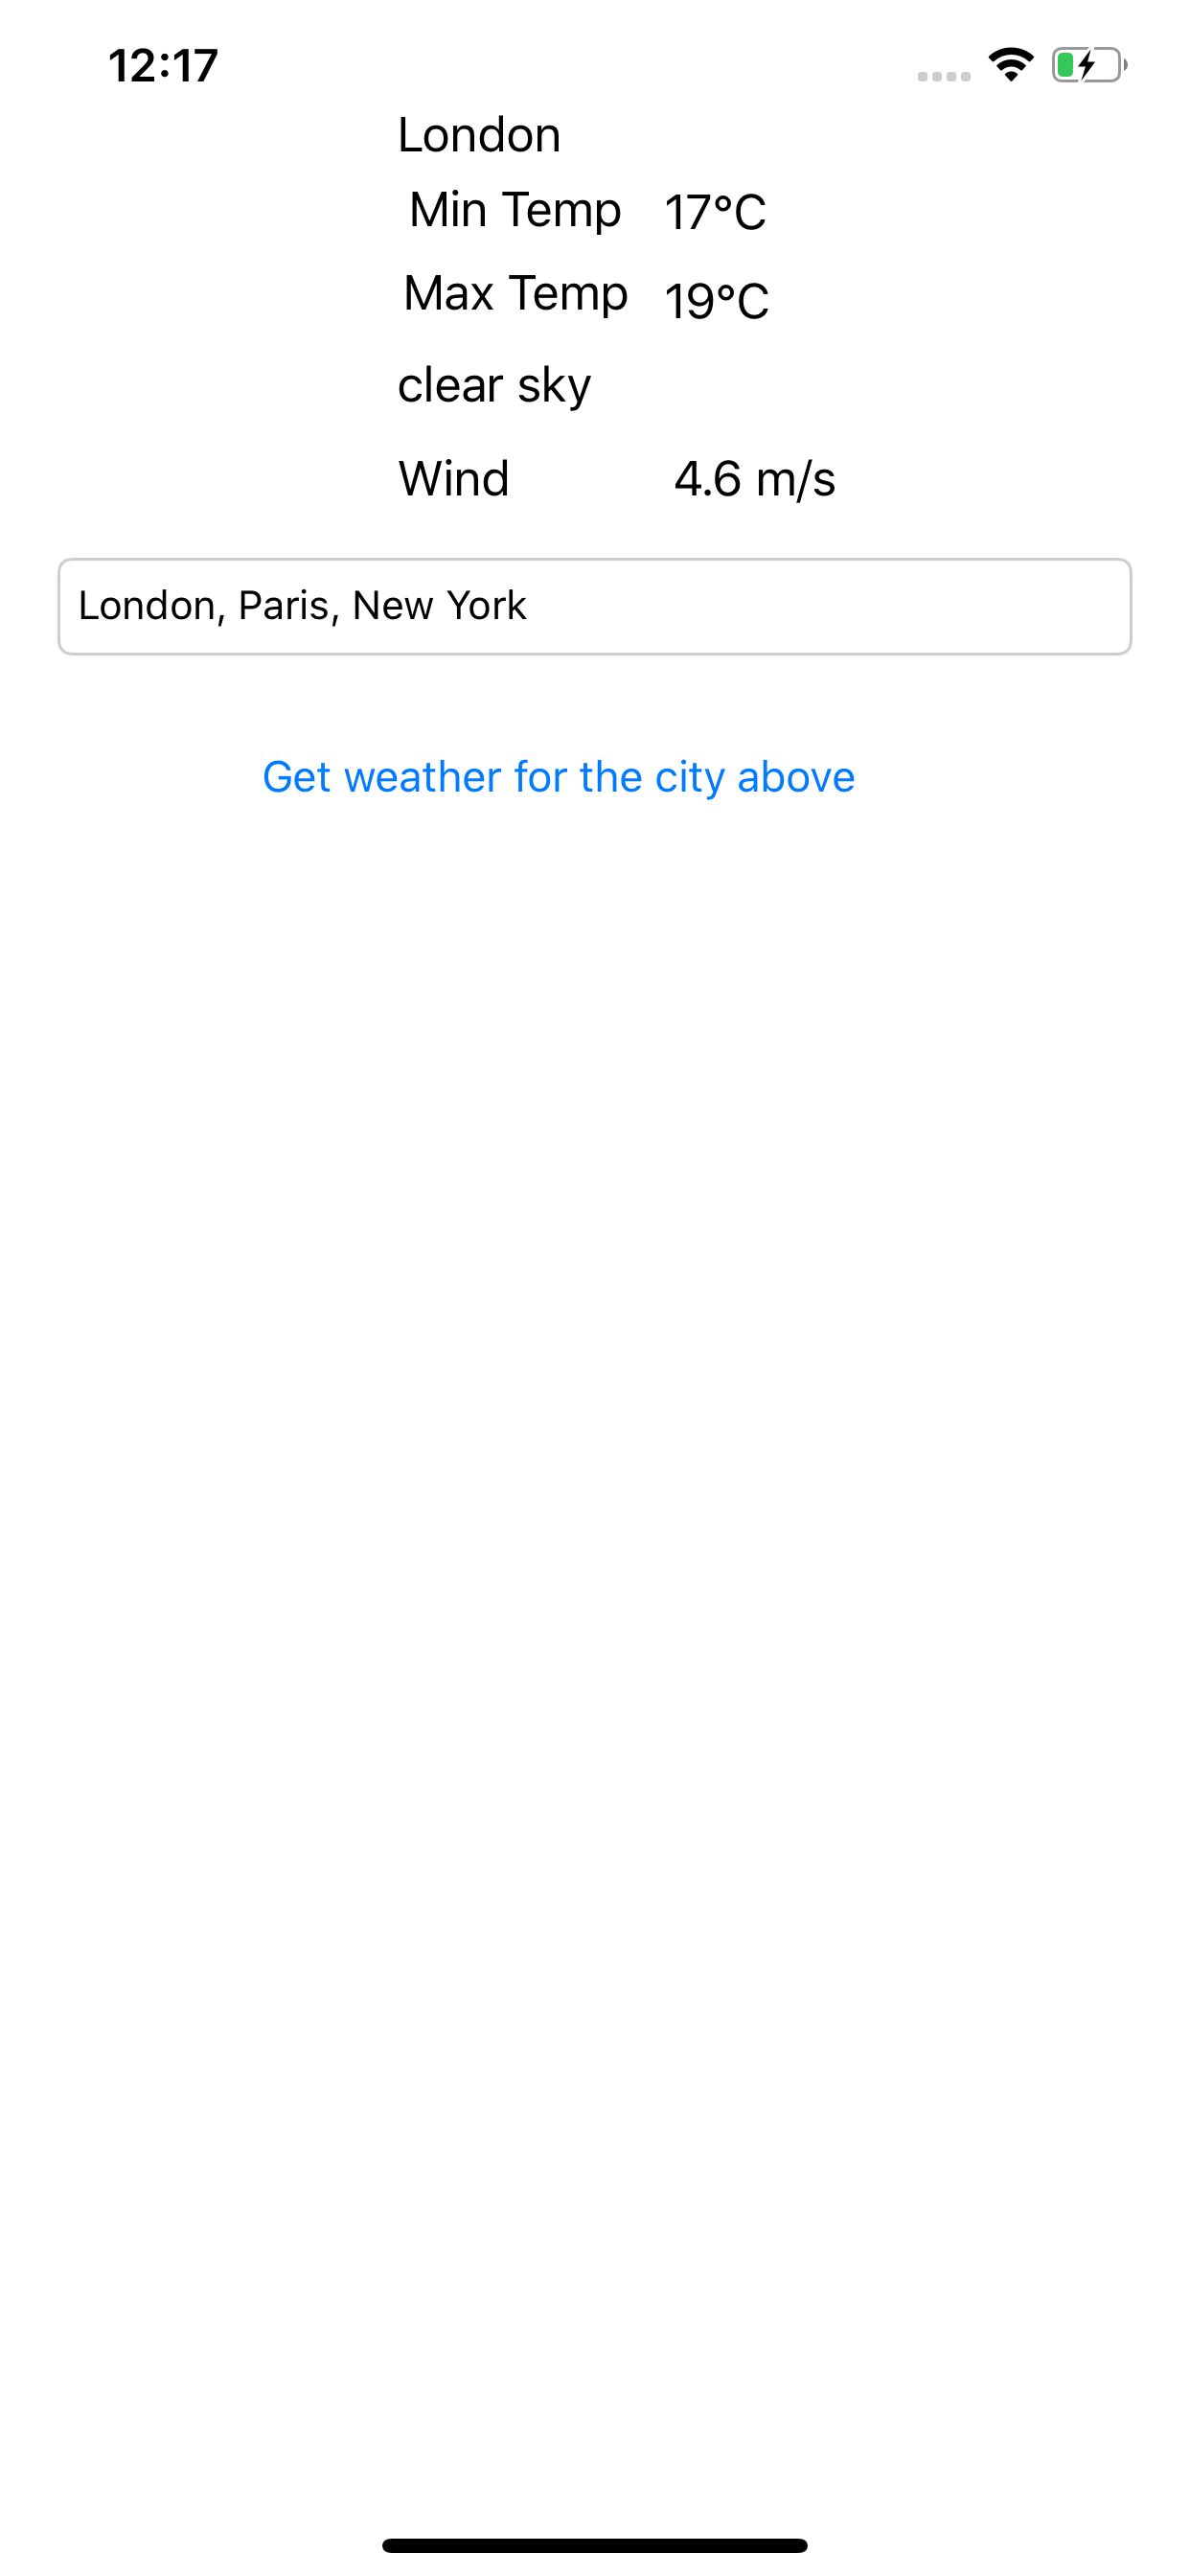 12:17
London
Min Temp 17°C
Max Temp 19°C
clear sky
Wind 4.6 m/s
London, Paris, New York
Get weather for the city above